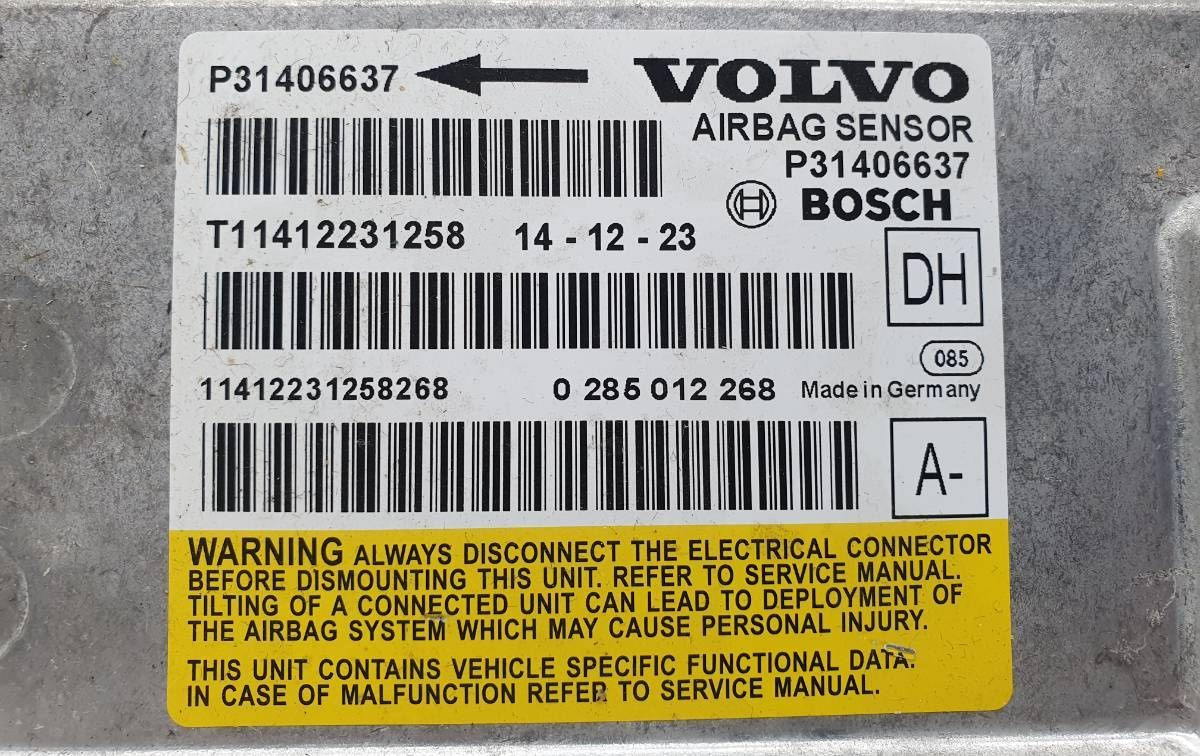 P31406637 VOLVO
AIRBAG SENSOR
P31406637
BOSCH
T11412231258 14 - 12 - 23
DH
085
11412231258268 0 285 012 268 Made in Germany
A-
WARNING ALWAYS DISCONNECT THE ELECTRICAL CONNECTOR
BEFORE DISMOUNTING THIS UNIT. REFER TO SERVICE MANUAL.
TILTING OF A CONNECTED UNIT CAN LEAD TO DEPLOYMENT OF
THE AIRBAG SYSTEM WHICH MAY CAUSE PERSONAL INJURY.
THIS UNIT CONTAINS VEHICLE SPECIFIC FUNCTIONAL DATA.
IN CASE OF MALFUNCTION REFER TO SERVICE MANUAL.